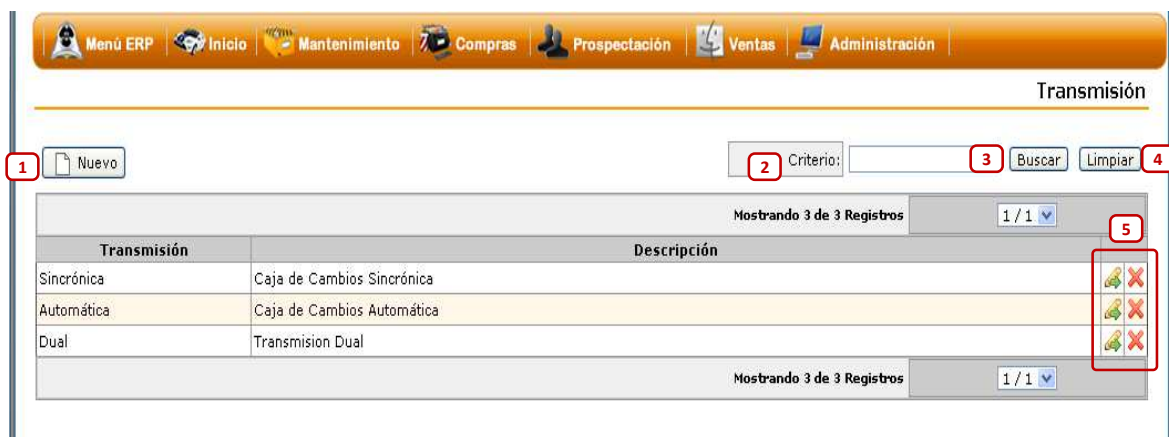 Menú ERP Inicio Mantenimiento Compras Prospectación Ventas Administración
Transmisión
1 Nuevo 2 Criterio: 3 Buscar Limpiar 4
Mostrando 3 de 3 Registros 1 / 1
5
Transmisión Descripción
Sincrónica Caja de Cambios Sincrónica
Automática Caja de Cambios Automática
Dual Transmision Dual
Mostrando 3 de 3 Registros 1 / 1